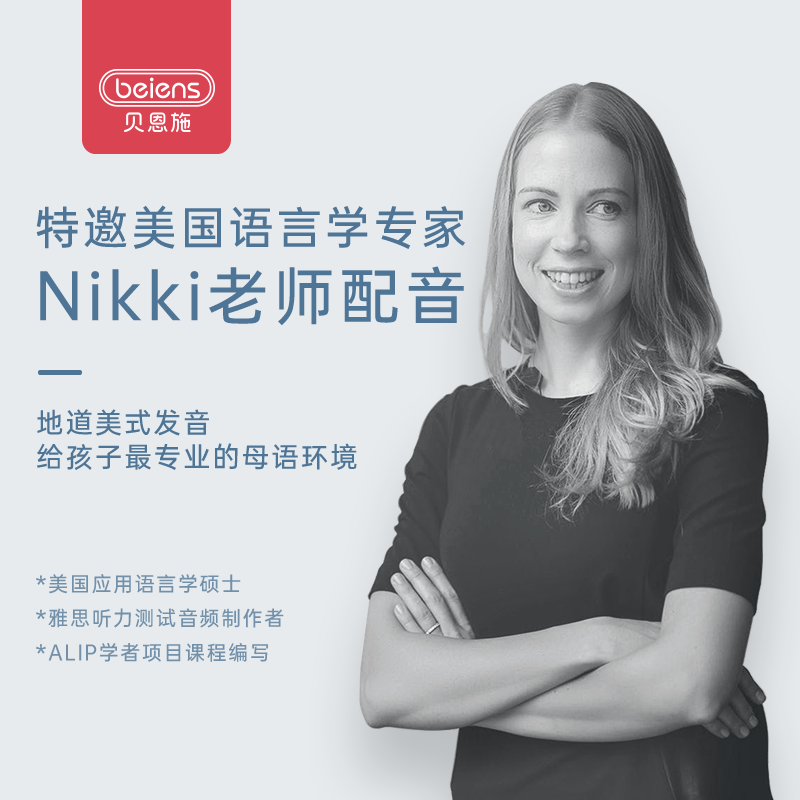 beiens
贝恩施
特邀美国语言学专家
Nikki老师配音
地道美式发音
给孩子最专业的母语环境
*美国应用语言学硕士
*雅思听力测试音频制作者
*ALIP学者项目课程编写